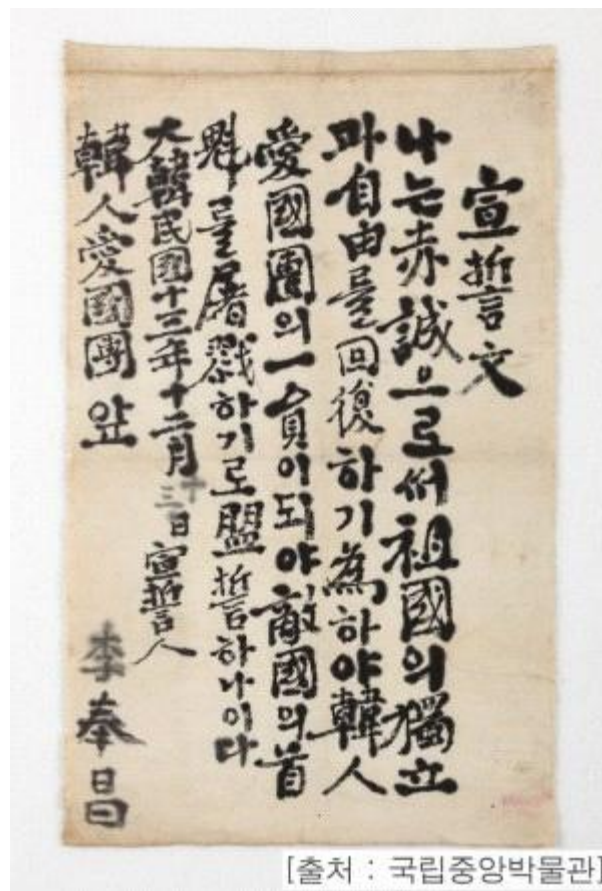 宣誓文
나는赤誠으로써祖國의獨立
과自由를回復하기爲하야韓人
愛國團의一員이되야敵國의首
魁를屠戮하기로盟誓하나이다
大韓民國十三年十二月十三日 宣誓人
李奉昌
韓人愛國團앞
[출처 : 국립중앙박물관]